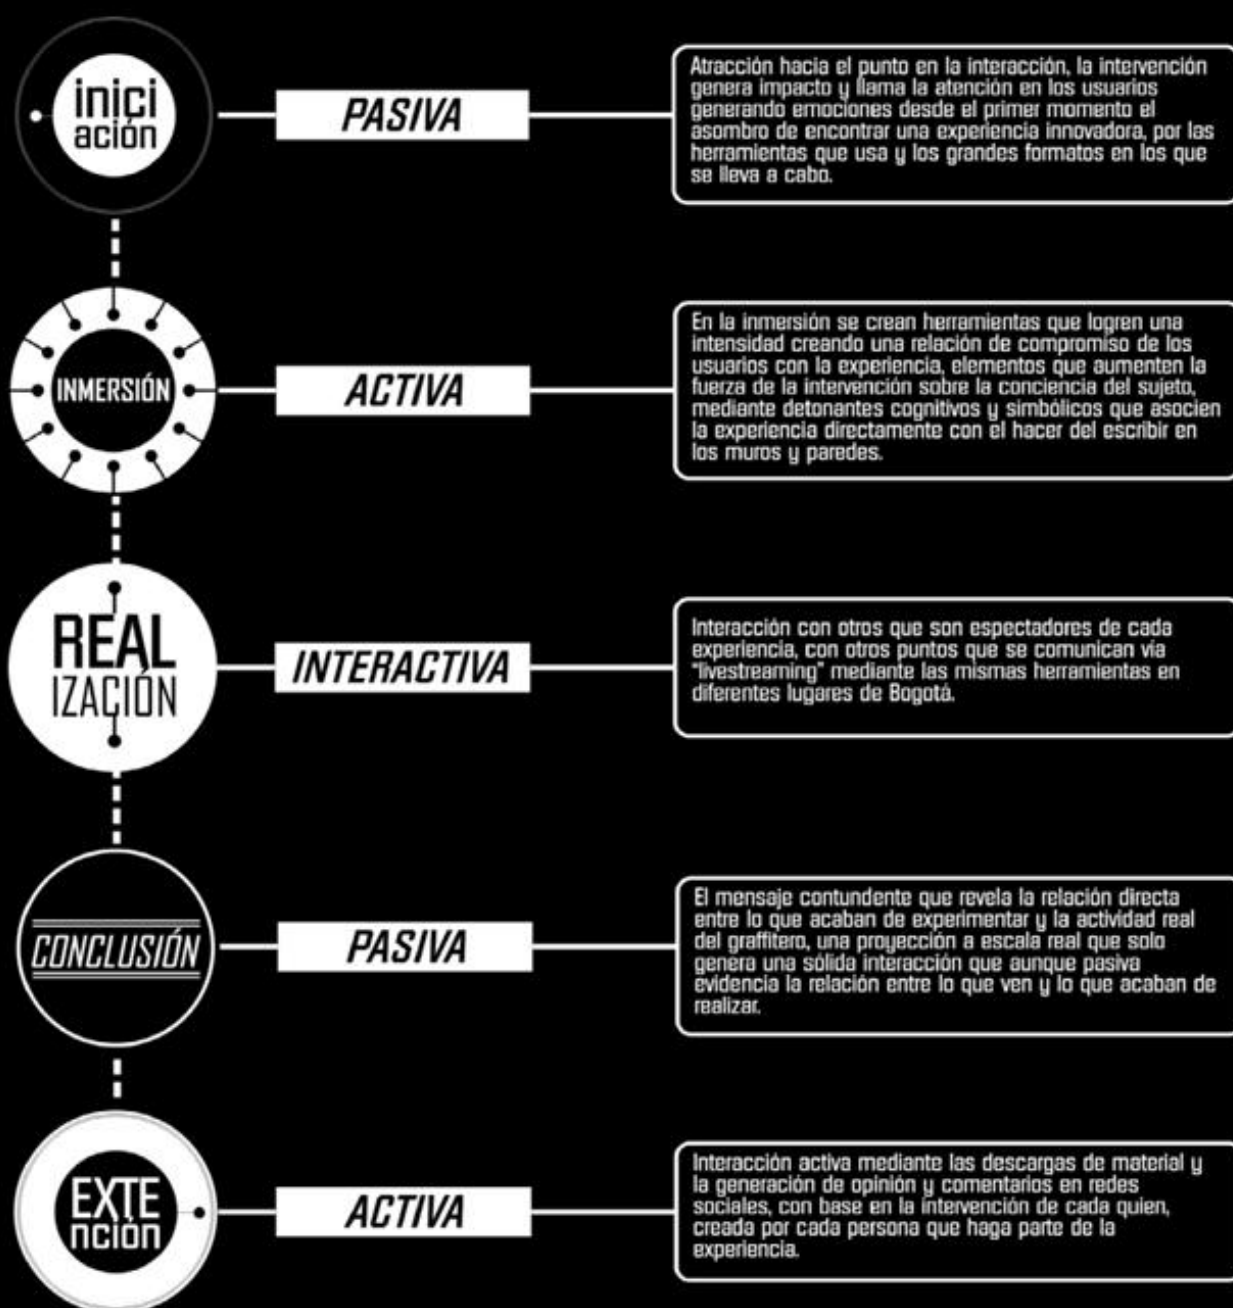 inici
ación
PASIVA
Atracción hacia el punto en la interacción, la intervención
genera impacto y llama la atención en los usuarios
generando emociones desde el primer momento el
asombro de encontrar una experiencia innovadora, por las
herramientas que usa y los grandes formatos en los que
se lleva a cabo.
INMERSIÓN
ACTIVA
En la inmersión se crean herramientas que logren una
intensidad creando una relación de compromiso de los
usuarios con la experiencia, elementos que aumenten la
fuerza de la intervención sobre la conciencia del sujeto,
mediante detonantes cognitivos y simbólicos que asocien
la experiencia directamente con el hacer del escribir en
los muros y paredes.
REAL
IZACIÓN
INTERACTIVA
Interacción con otros que son espectadores de cada
experiencia, con otros puntos que se comunican vía
"livestreaming" mediante las mismas herramientas en
diferentes lugares de Bogotá.
CONCLUSIÓN
PASIVA
El mensaje contundente que revela la relación directa
entre lo que acaban de experimentar y la actividad real
del graffitero, una proyección a escala real que solo
genera una sólida interacción que aunque pasiva
evidencia la relación entre lo que ven y lo que acaban de
realizar.
EXTE
nción
ACTIVA
Interacción activa mediante las descargas de material y
la generación de opinión y comentarios en redes
sociales, con base en la intervención de cada quien,
creada por cada persona que haga parte de la
experiencia.